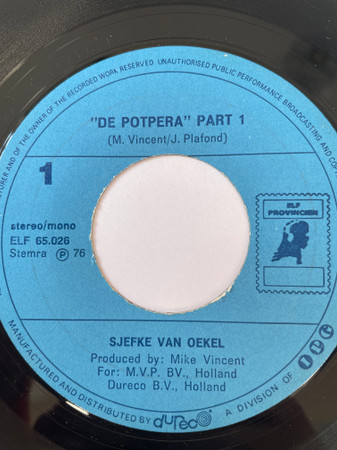 STORER AND OF THE OWNER OF THE RECORDED WORK RESERVED UNAUTHORISED PUBLIC PERFORMANCE BROADCASTING AND
"DE POTPERA" PART 1
(M. Vincent/J. Plafond)
1
stereo/mono
ELF 65.026
Stemra Ⓟ 76
ELF
PROVINCIEN
SJEFKE VAN OEKEL
Produced by: Mike Vincent
For: M.V.P. BV., Holland
Dureco B.V., Holland
MANUFACTURED AND DISTRIBUTED BY dureco A DIVISION OF